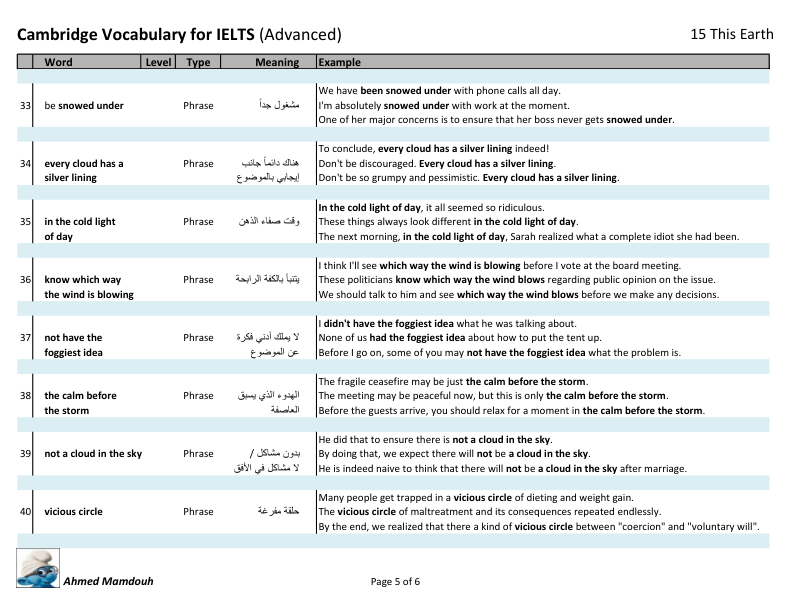 Cambridge Vocabulary for IELTS (Advanced) 15 This Earth
Word Level Type Meaning Example
33 be snowed under Phrase مشغول جداً
We have been snowed under with phone calls all day.
I'm absolutely snowed under with work at the moment.
One of her major concerns is to ensure that her boss never gets snowed under.
34 every cloud has a
silver lining
Phrase
هناك دائماً جانب
إيجابي بالموضوع
To conclude, every cloud has a silver lining indeed!
Don't be discouraged. Every cloud has a silver lining.
Don't be so grumpy and pessimistic. Every cloud has a silver lining.
35 in the cold light
of day
Phrase
وقت صفاء الذهن
In the cold light of day, it all seemed so ridiculous.
These things always look different in the cold light of day.
The next morning, in the cold light of day, Sarah realized what a complete idiot she had been.
36 know which way
the wind is blowing
Phrase
يتنبأ بالكفة الرابحة
I think I'll see which way the wind is blowing before I vote at the board meeting.
These politicians know which way the wind blows regarding public opinion on the issue.
We should talk to him and see which way the wind blows before we make any decisions.
37 not have the
foggiest idea
Phrase
لا يملك أدني فكرة
عن الموضوع
I didn't have the foggiest idea what he was talking about.
None of us had the foggiest idea about how to put the tent up.
Before I go on, some of you may not have the foggiest idea what the problem is.
38 the calm before
the storm
Phrase
الهدوء الذي يسبق
العاصفة
The fragile ceasefire may be just the calm before the storm.
The meeting may be peaceful now, but this is only the calm before the storm.
Before the guests arrive, you should relax for a moment in the calm before the storm.
39 not a cloud in the sky Phrase
بدون مشاكل /
لا مشاكل في الأفق
He did that to ensure there is not a cloud in the sky.
By doing that, we expect there will not be a cloud in the sky.
He is indeed naive to think that there will not be a cloud in the sky after marriage.
40 vicious circle Phrase حلقة مفرغة
Many people get trapped in a vicious circle of dieting and weight gain.
The vicious circle of maltreatment and its consequences repeated endlessly.
By the end, we realized that there a kind of vicious circle between "coercion" and "voluntary will".
Ahmed Mamdouh Page 5 of 6